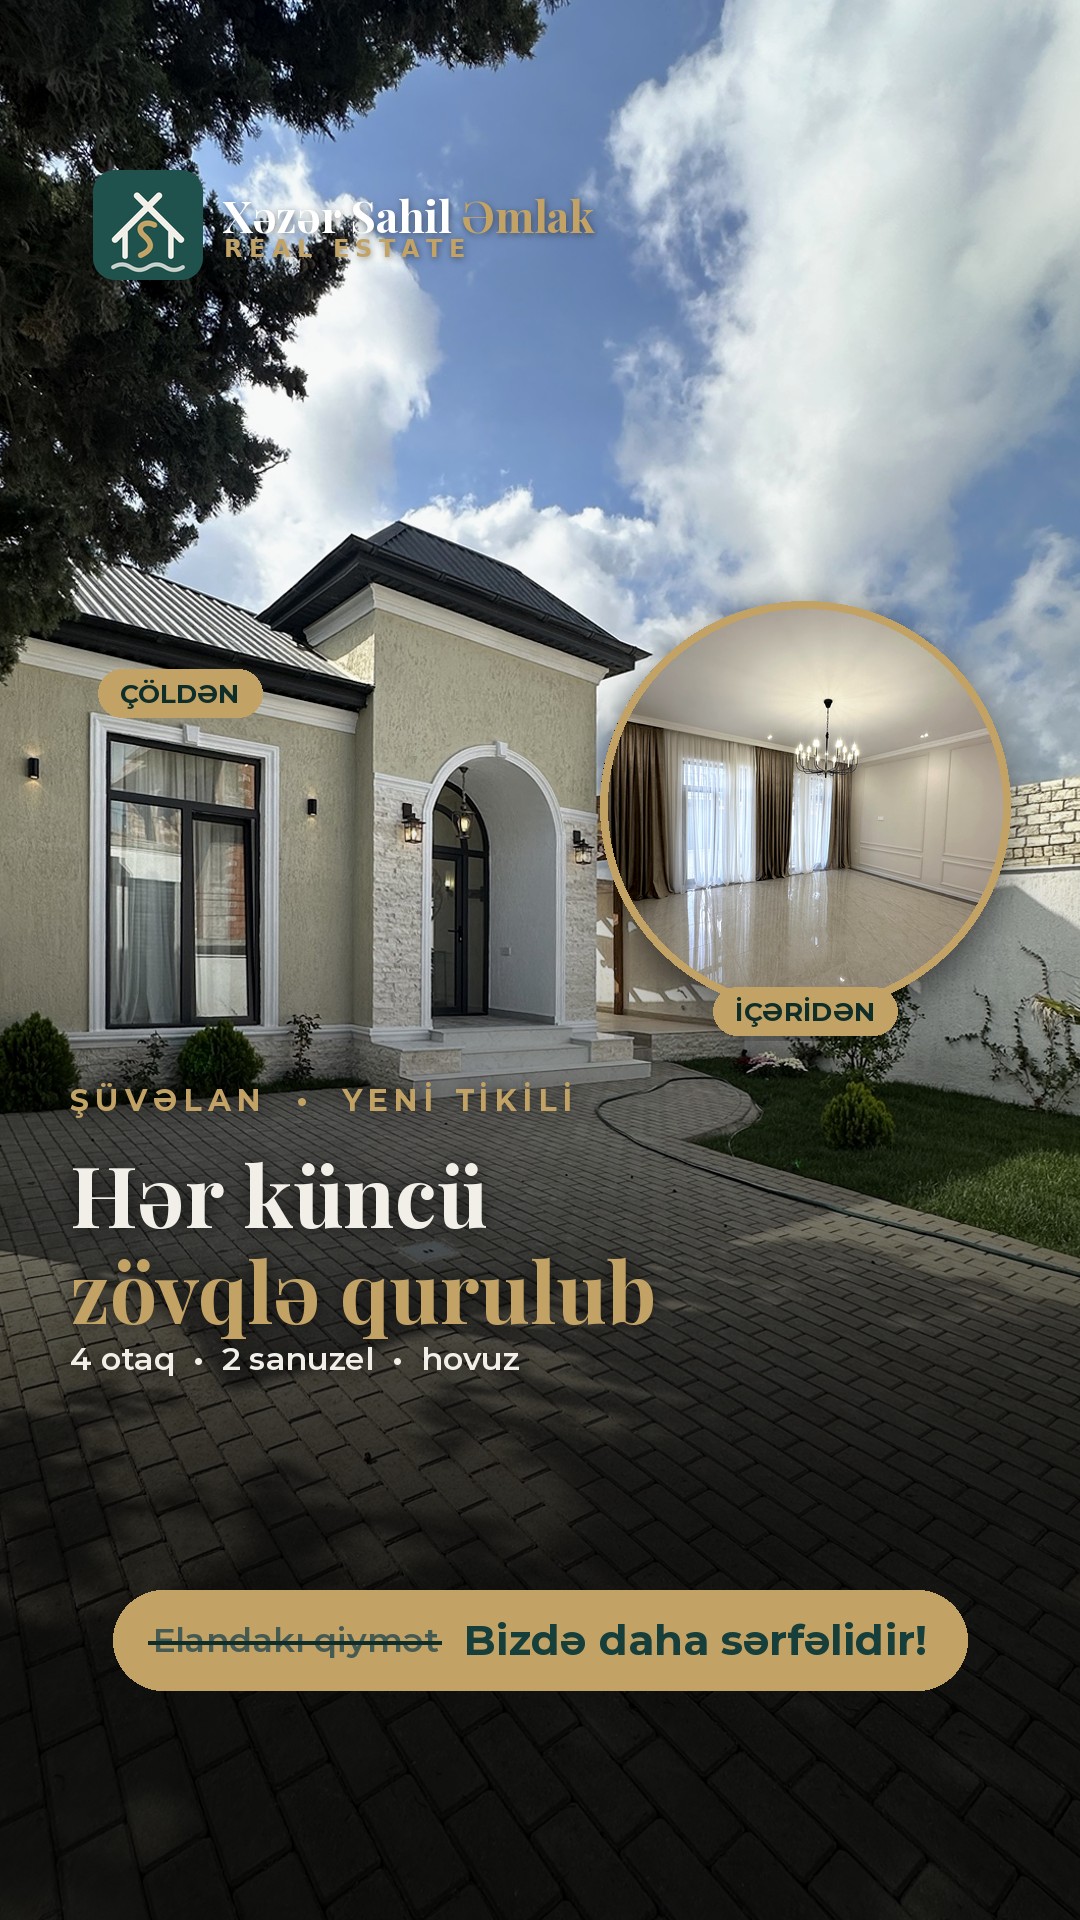 Xəzər Sahil Əmlak
REAL ESTATE
ÇÖLDƏN
İÇƏRİDƏN
ŞÜVƏLAN • YENİ TİKİLİ
Hər küncü
zövqlə qurulub
4 otaq • 2 sanuzel • hovuz
Elandakı qiymət Bizdə daha sərfəlidir!